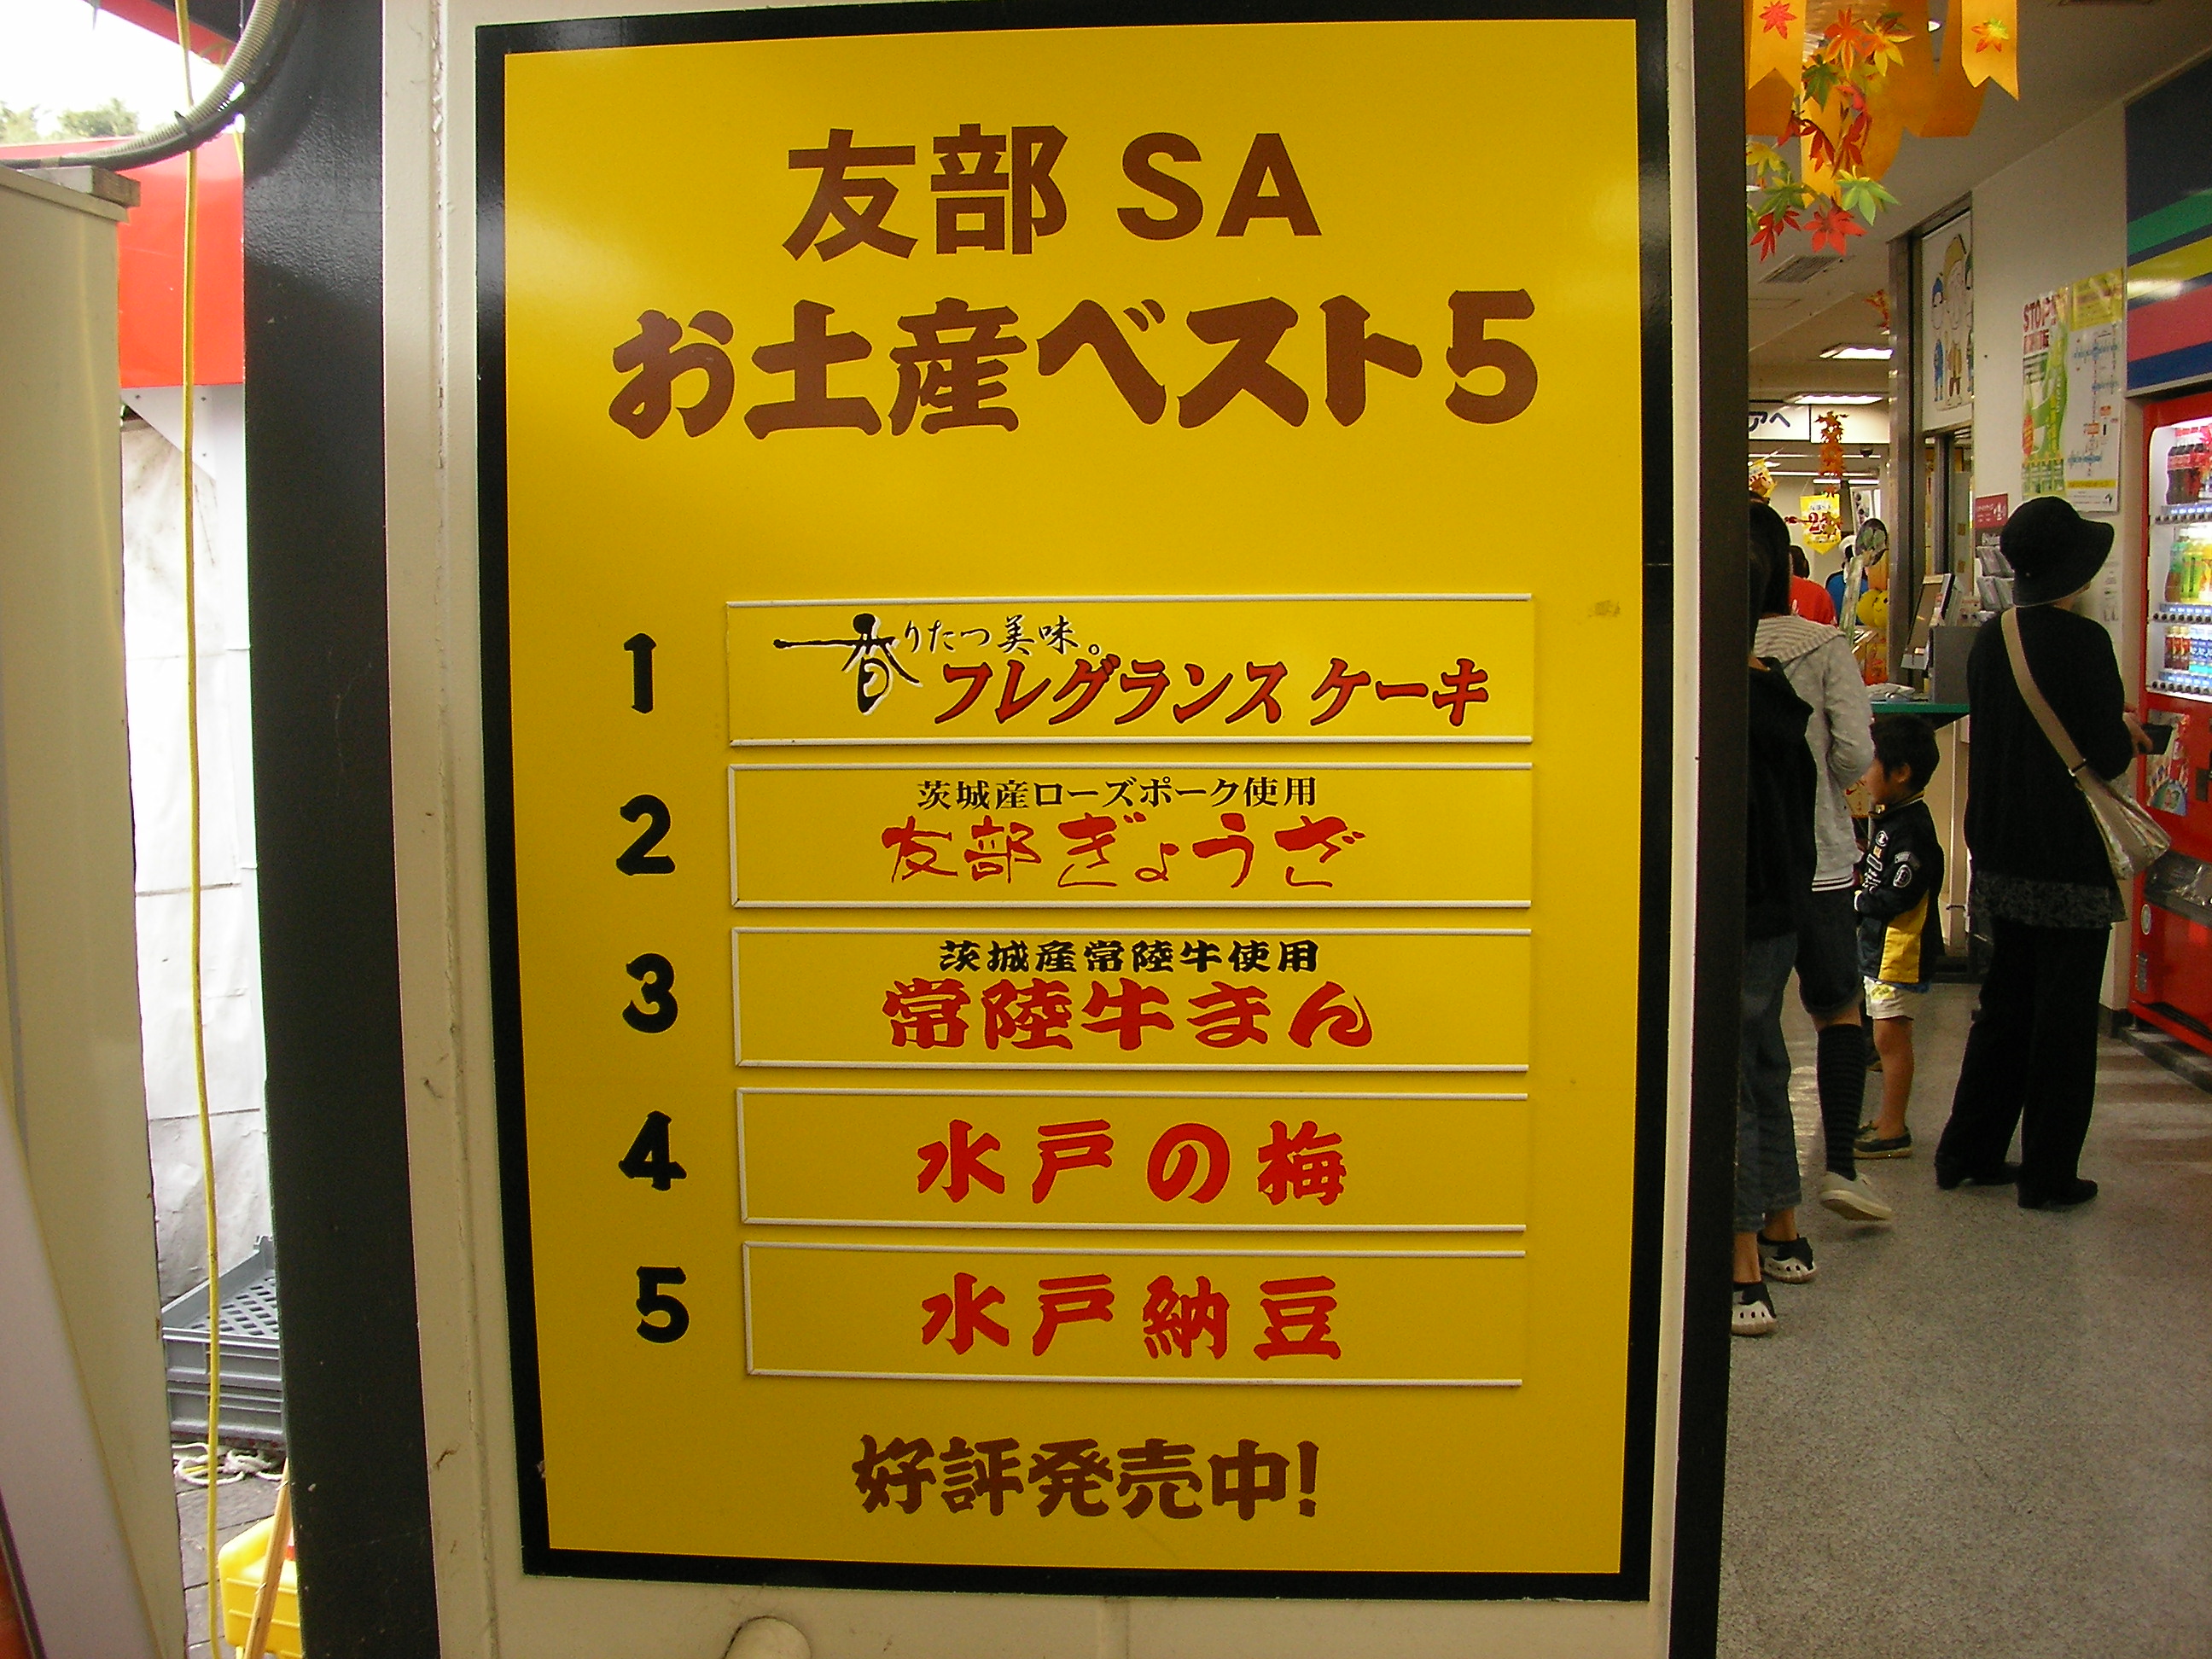 友部 SA
お土産ベスト5
1
香りたつ美味。
フレグランス ケーキ
2
茨城産ローズポーク使用
友部ぎょうざ
3
茨城産常陸牛使用
常陸牛まん
4
水戸の梅
5
水戸納豆
好評発売中!
アへ
STOP